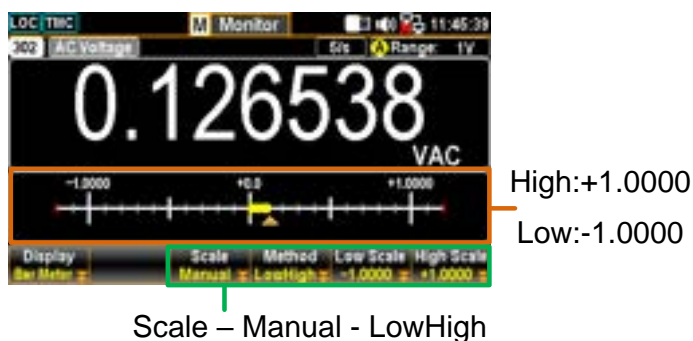 LOC TMC M Monitor 11:45:39
302 AC Voltage 5/s A Range: 1V
0.126538
VAC
-1.0000 +0.0 +1.0000
High:+1.0000
Low:-1.0000
Display Scale Method Low Scale High Scale
Bar Meter Manual LowHigh -1.0000 +1.0000
Scale – Manual - LowHigh